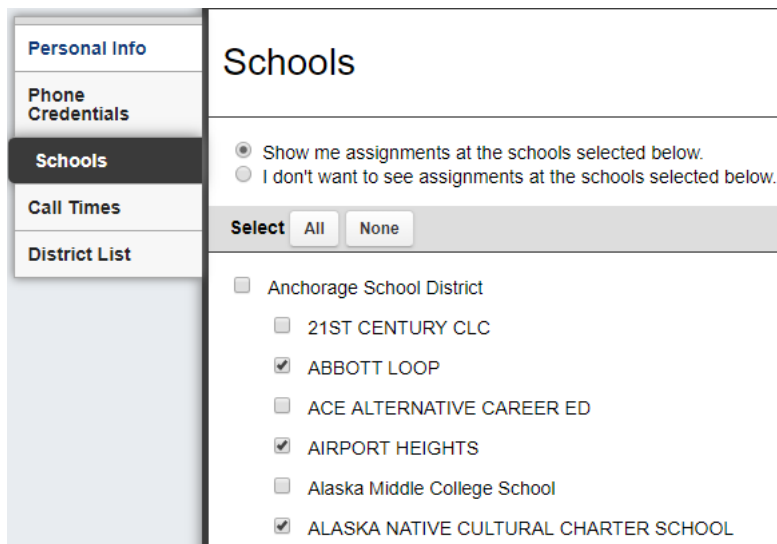 Personal Info
Phone
Credentials
Schools
Call Times
District List
Schools
Show me assignments at the schools selected below.
I don't want to see assignments at the schools selected below.
Select All None
Anchorage School District
21ST CENTURY CLC
ABBOTT LOOP
ACE ALTERNATIVE CAREER ED
AIRPORT HEIGHTS
Alaska Middle College School
ALASKA NATIVE CULTURAL CHARTER SCHOOL